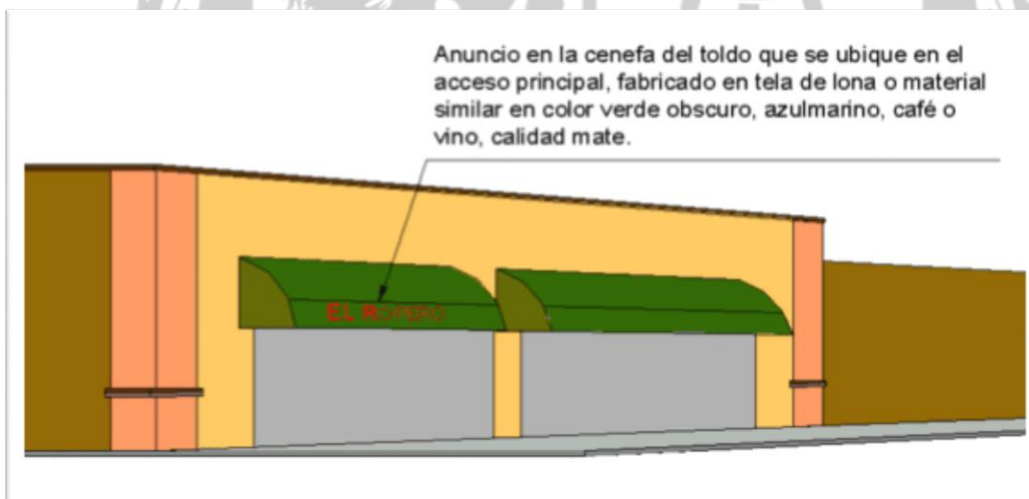 Anuncio en la cenefa del toldo que se ubique en el
acceso principal, fabricado en tela de lona o material
similar en color verde obscuro, azulmarino, café o
vino, calidad mate.
EL ROPERO